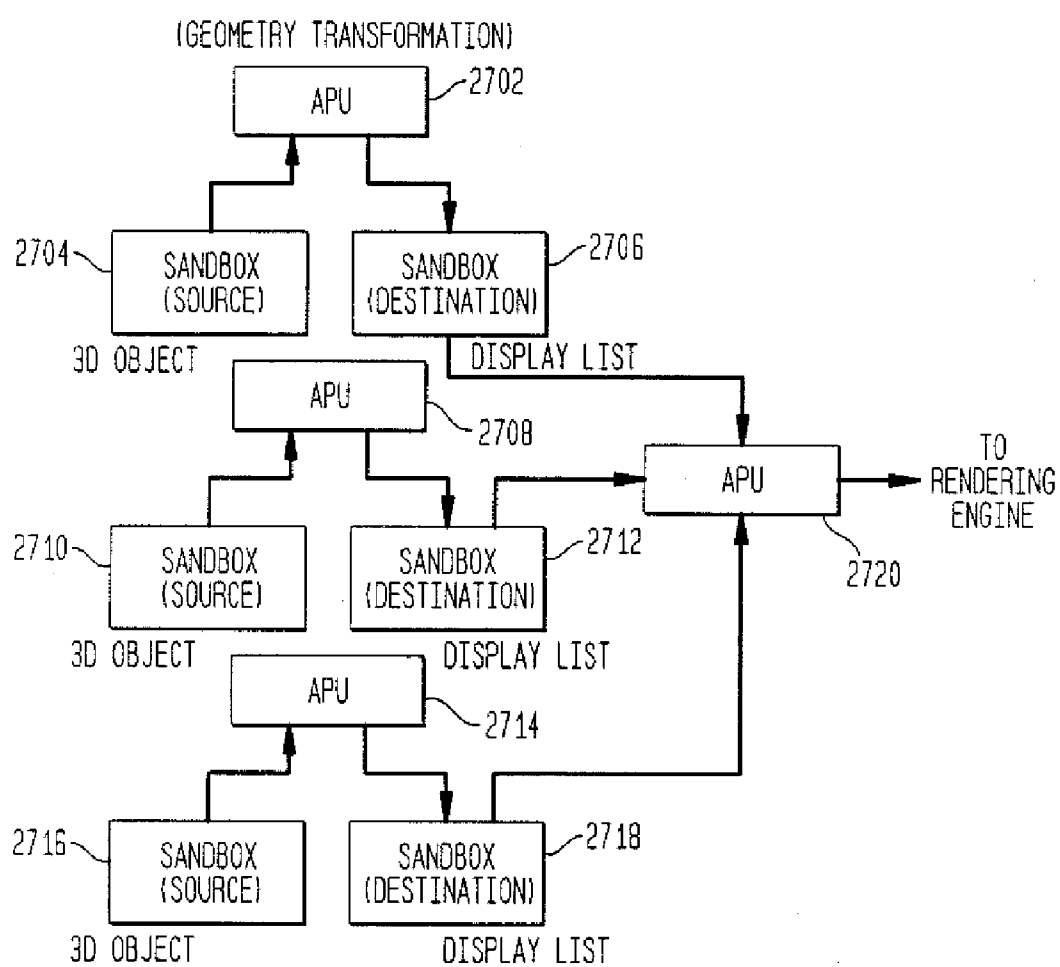 (GEOMETRY TRANSFORMATION)
APU
2702
2704
SANDBOX
(SOURCE)
3D OBJECT
SANDBOX
(DESTINATION)
2706
DISPLAY LIST
APU
2708
2710
SANDBOX
(SOURCE)
3D OBJECT
SANDBOX
(DESTINATION)
2712
DISPLAY LIST
APU
2714
2716
SANDBOX
(SOURCE)
3D OBJECT
SANDBOX
(DESTINATION)
2718
DISPLAY LIST
APU
2720
TO
RENDERING
ENGINE